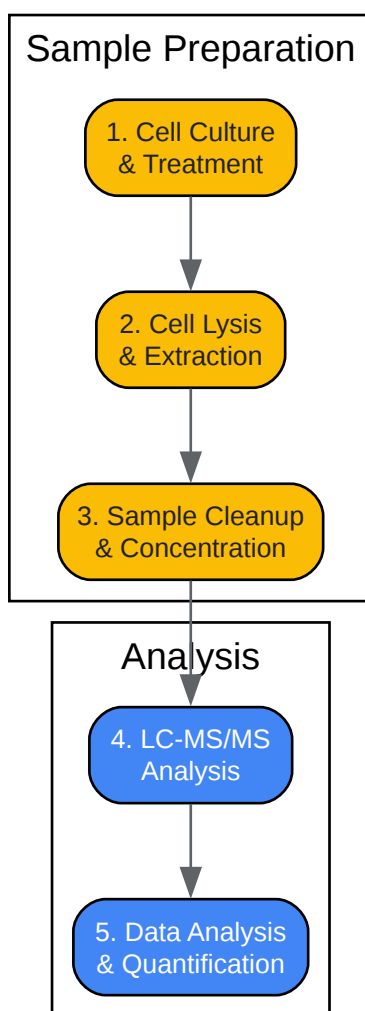 Sample Preparation
1. Cell Culture
& Treatment
2. Cell Lysis
& Extraction
3. Sample Cleanup
& Concentration
Analysis
4. LC-MS/MS
Analysis
5. Data Analysis
& Quantification